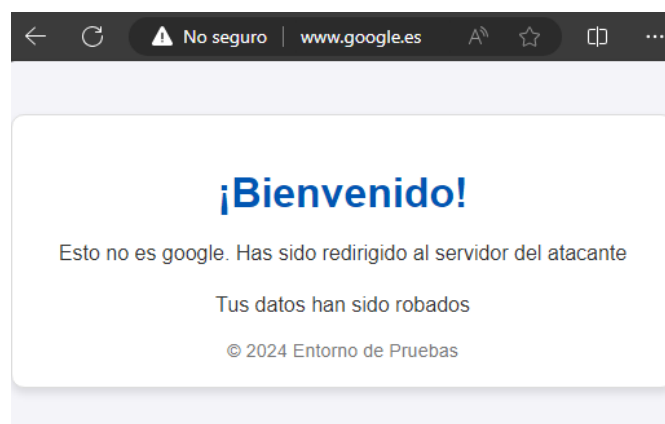 No seguro | www.google.es
¡Bienvenido!
Esto no es google. Has sido redirigido al servidor del atacante
Tus datos han sido robados
© 2024 Entorno de Pruebas